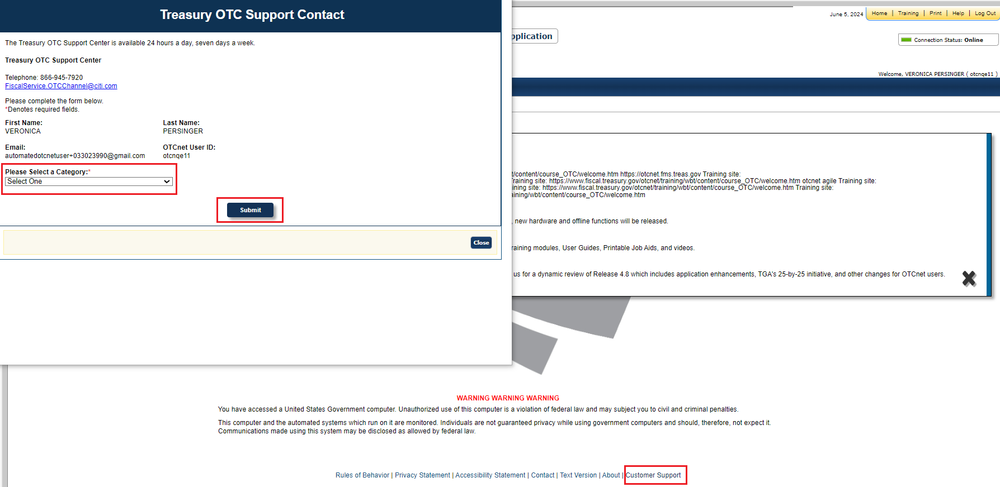 Treasury OTC Support Contact
The Treasury OTC Support Center is available 24 hours a day, seven days a week.
Treasury OTC Support Center
Telephone: 866-945-7920
FiscalService.OTCChannel@citi.com
Please complete the form below.
*Denotes required fields.
First Name: Last Name:
VERONICA PERSINGER
Email: OTCnet User ID:
automatedotcnetuser+033023990@gmail.com otcnqe11
Please Select a Category:*
Select One
Submit
Close
June 5, 2024 Home | Training | Print | Help | Log Out
pplication
Connection Status: Online
Welcome, VERONICA PERSINGER ( otcnqe11 )
t/content/course_OTC/welcome.htm https://otcnet.fms.treas.gov Training site:
Training site: https://www.fiscal.treasury.gov/otcnet/training/wbt/content/course_OTC/welcome.htm otcnet agile Training site:
ining site: https://www.fiscal.treasury.gov/otcnet/training/wbt/content/course_OTC/welcome.htm Training site:
aining/wbt/content/course_OTC/welcome.htm
, new hardware and offline functions will be released.
raining modules, User Guides, Printable Job Aids, and videos.
us for a dynamic review of Release 4.8 which includes application enhancements, TGA's 25-by-25 initiative, and other changes for OTCnet users.
WARNING WARNING WARNING
You have accessed a United States Government computer. Unauthorized use of this computer is a violation of federal law and may subject you to civil and criminal penalties.
This computer and the automated systems which run on it are monitored. Individuals are not guaranteed privacy while using government computers and should, therefore, not expect it.
Communications made using this system may be disclosed as allowed by federal law.
Rules of Behavior | Privacy Statement | Accessibility Statement | Contact | Text Version | About | Customer Support